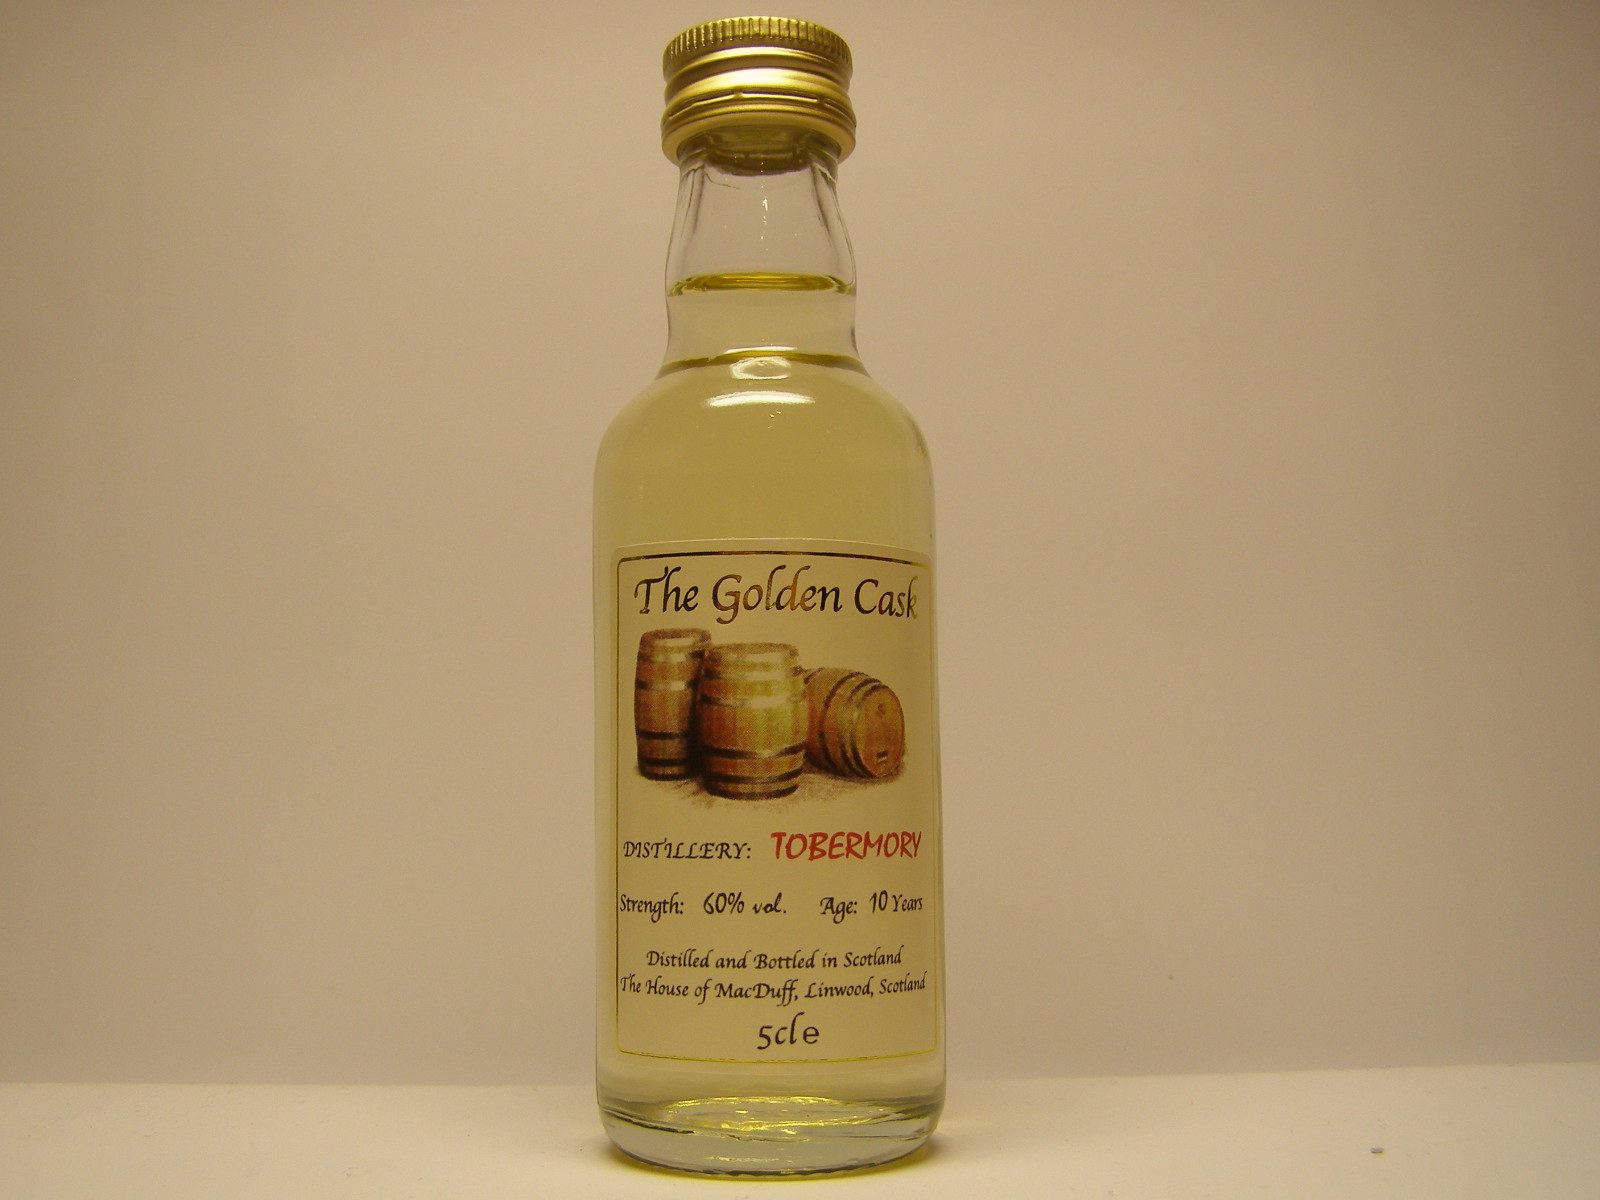 The Golden Cask
DISTILLERY: TOBERMORY
Strength: 60% vol. Age: 10 Years
Distilled and Bottled in Scotland
The House of MacDuff, Linwood, Scotland
5cl e